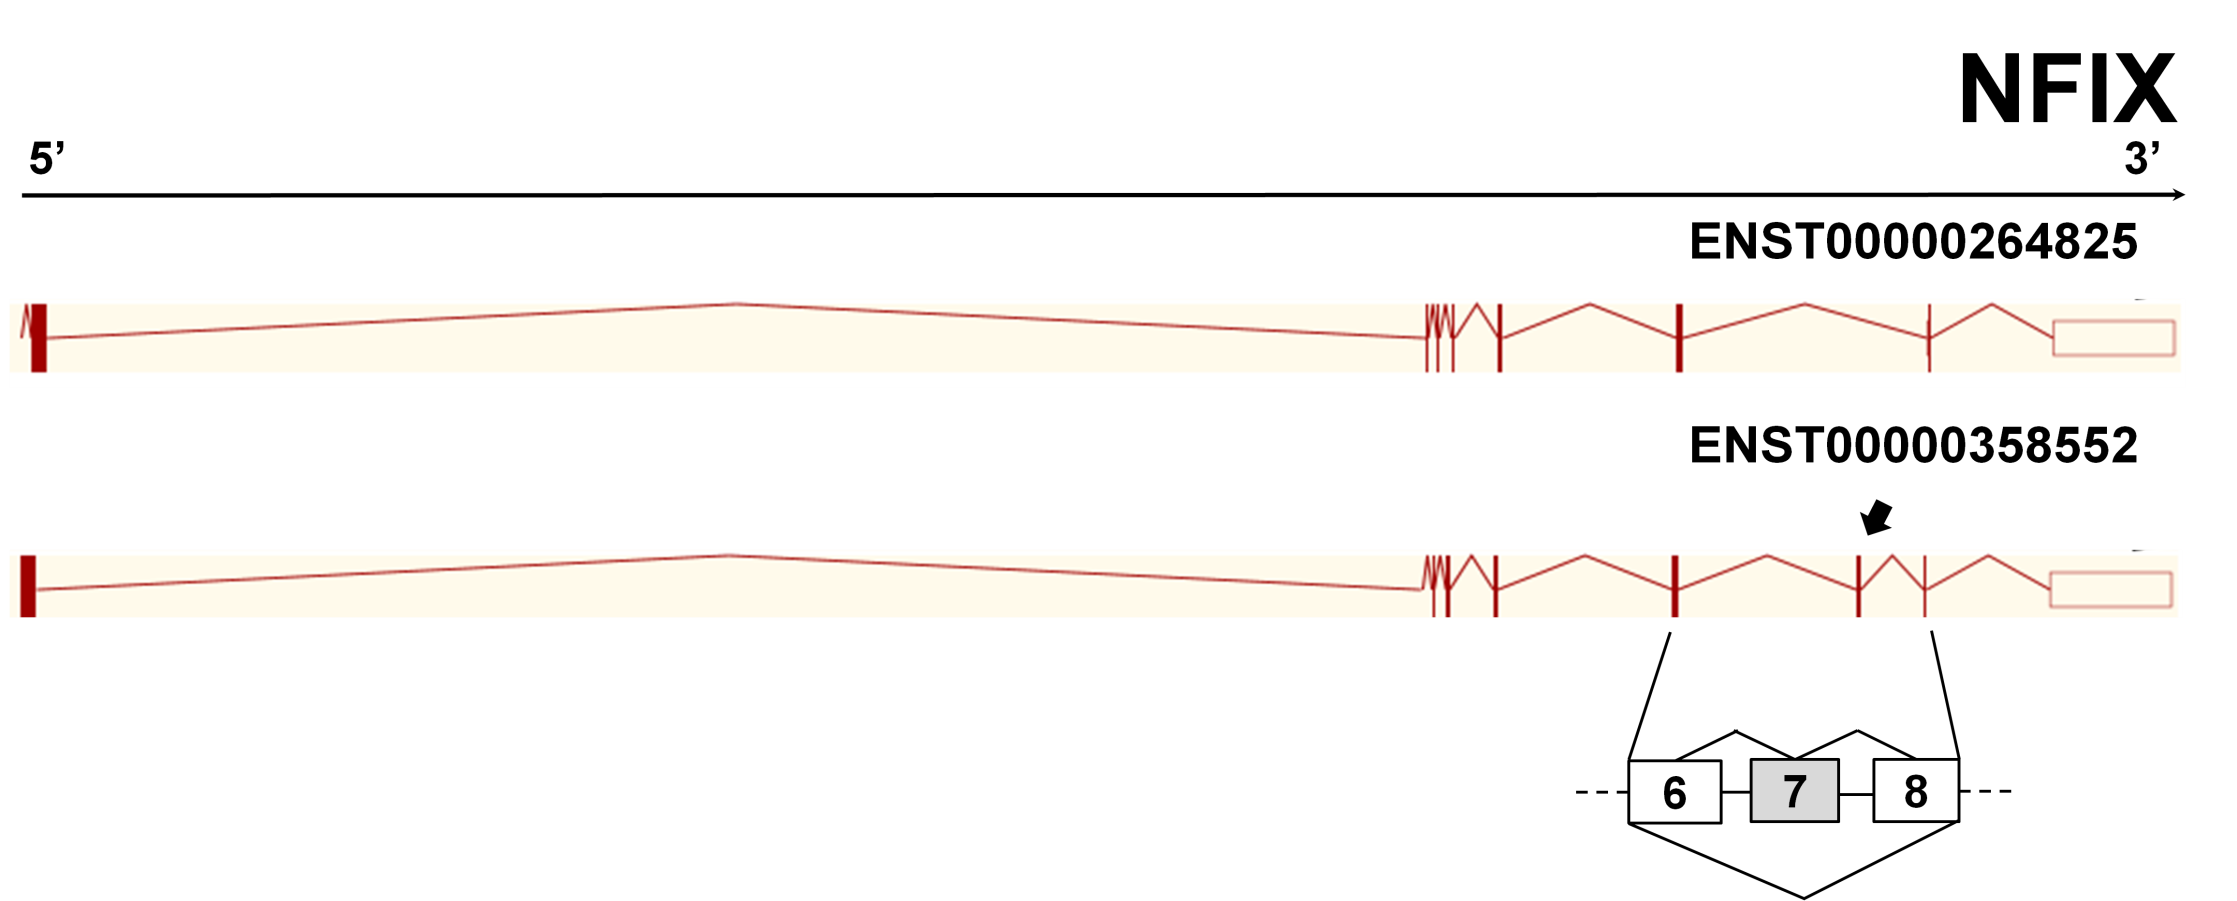 NFIX
5’ 3’
ENST00000264825
ENST00000358552
6 7 8